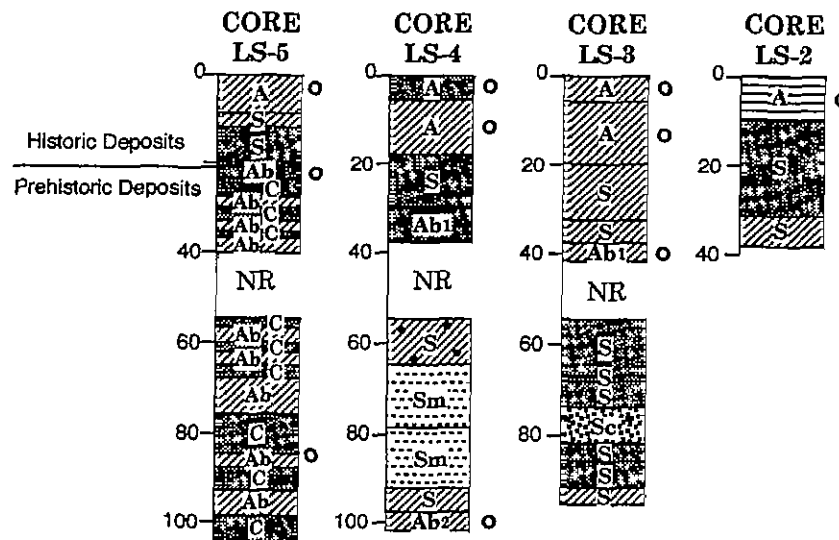 CORE LS-5
CORE LS-4
CORE LS-3
CORE LS-2
Historic Deposits
Prehistoric Deposits
0
20
40
60
80
100
A
S
S
Ab
C
Ab
C
Ab
C
Ab
NR
C
Ab
C
Ab
C
Ab
C
Ab
C
Ab
C
0
20
40
60
80
100
A
A
S
Ab1
NR
S
Sm
Sm
S
Ab2
0
20
40
60
80
A
A
S
S
Ab1
NR
S
S
S
Sc
S
S
S
0
20
40
A
S
S